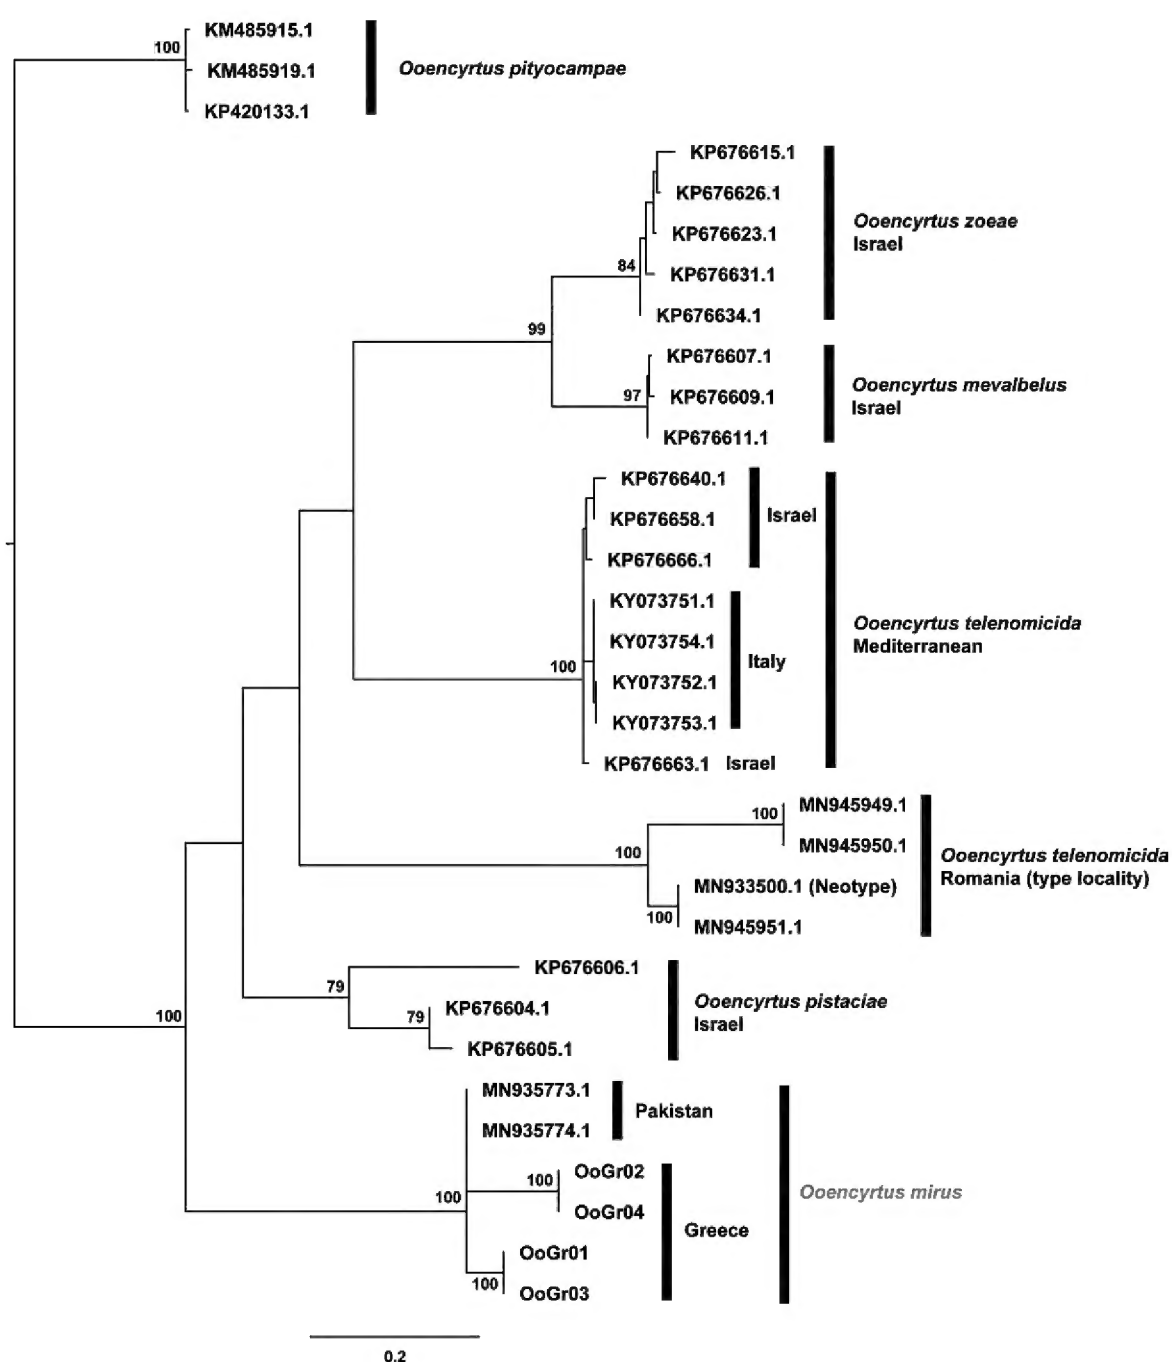 KM485915.1
100
KM485919.1
Ooencyrtus pityocampae
KP420133.1
KP676615.1
KP676626.1
Ooencyrtus zoeae
Israel
KP676623.1
84
KP676631.1
KP676634.1
99
KP676607.1
Ooencyrtus mevalbelus
Israel
97
KP676609.1
KP676611.1
KP676640.1
Israel
KP676658.1
KP676666.1
KY073751.1
Ooencyrtus telenomicida
Mediterranean
KY073754.1
Italy
100
KY073752.1
KY073753.1
KP676663.1 Israel
MN945949.1
100
MN945950.1
Ooencyrtus telenomicida
Romania (type locality)
100
MN933500.1 (Neotype)
100
MN945951.1
KP676606.1
79
Ooencyrtus pistaciae
Israel
KP676604.1
79
KP676605.1
100
MN935773.1
Pakistan
MN935774.1
OoGr02
100
Ooencyrtus mirus
100
OoGr04
Greece
OoGr01
100
OoGr03
0.2